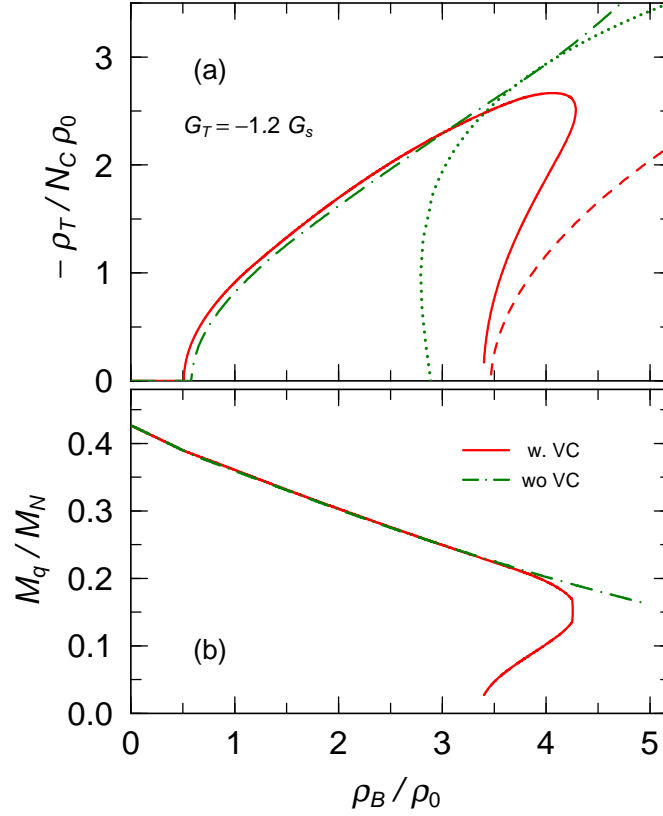 3
(a)
G_T = −1.2 G_s
2
1
0
− ρ_T / N_C ρ_0
0.4
w. VC
wo VC
0.3
0.2
(b)
0.1
0.0
M_q / M_N
0 1 2 3 4 5
ρ_B / ρ_0